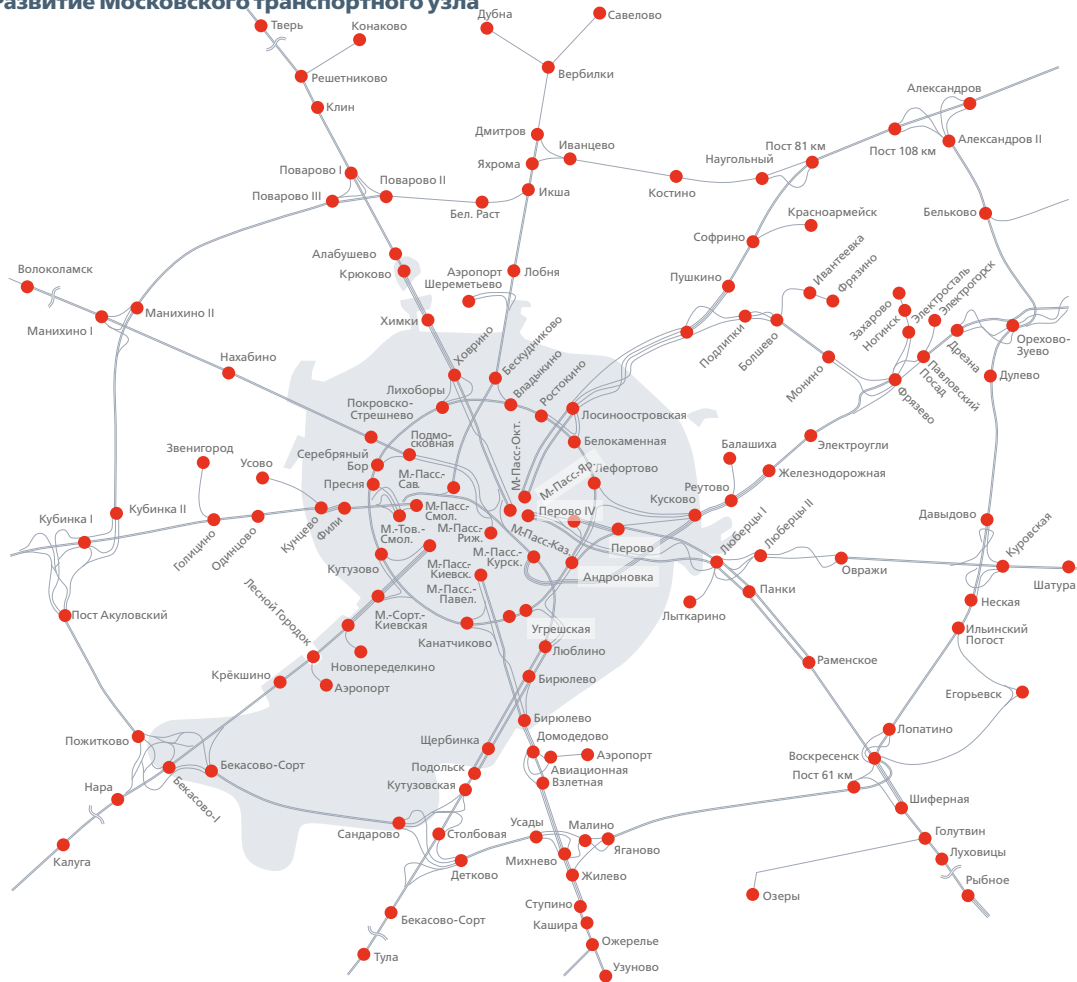 Развитие Московского транспортного узла
Тверь
Конаково
Дубна
Савелово
Решетниково
Вербилки
Клин
Александров
Дмитров
Иванцево
Пост 81 км
Пост 108 км
Александров II
Яхрома
Наугольный
Поварово I
Поварово II
Поварово III
Икша
Костино
Бел. Раст
Красноармейск
Бельково
Софрино
Алабушево
Крюково
Аэропорт
Шереметьево
Лобня
Пушкино
Ивантеевка
Фрязино
Волоколамск
Манихино I
Манихино II
Химки
Ховрино
Бескудниково
Владыкино
Ростокино
Подлипки
Болшево
Монино
Захарово
Ногинск
Электросталь
Электрогорск
Дрезна
Павловский
Посад
Фрязево
Орехово-
Зуево
Дулево
Нахабино
Лихоборы
Покровско-
Стрешнево
Лосиноостровская
Белокаменная
Подмо-
сковная
Серебряный
Бор
Пресня
М.-Пасс.-
Сав.
М-Пасс.-Окт.
М-Пасс-Яр.
Лефортово
Балашиха
Электроугли
Железнодорожная
Реутово
Кусково
Звенигород
Усово
Кубинка I
Кубинка II
Голицино
Одинцово
Кунцево
Фили
М-Пасс-
Смол.
М.-Тов.-
Смол.
М-Пасс.-
Риж.
Перово IV
М-Пасс-Каз.
Перово
Люберцы I
Люберцы II
Давыдово
Куровская
Шатура
Овражи
Кутузово
М-Пасс-
Киевск.
М.-Пасс.-
Курск.
М.-Пасс.-
Павел.
Андроновка
Панки
Лыткарино
Неская
Ильинский
Погост
Пост Акуловский
Лесной Городок
М.-Сорт.-
Киевская
Канатчиково
Угрешская
Люблино
Новопеределкино
Раменское
Крёкшино
Аэропорт
Бирюлево
Егорьевск
Бирюлево
Лопатино
Пожитково
Бекасово-Сорт
Щербинка
Домодедово
Аэропорт
Авиационная
Взлетная
Воскресенск
Пост 61 км
Подольск
Кутузовская
Нара
Бекасово-I
Шиферная
Сандарово
Столбовая
Усады
Малино
Яганово
Голутвин
Калуга
Детково
Михнево
Жилево
Луховицы
Рыбное
Озеры
Ступино
Бекасово-Сорт
Кашира
Ожерелье
Тула
Узуново